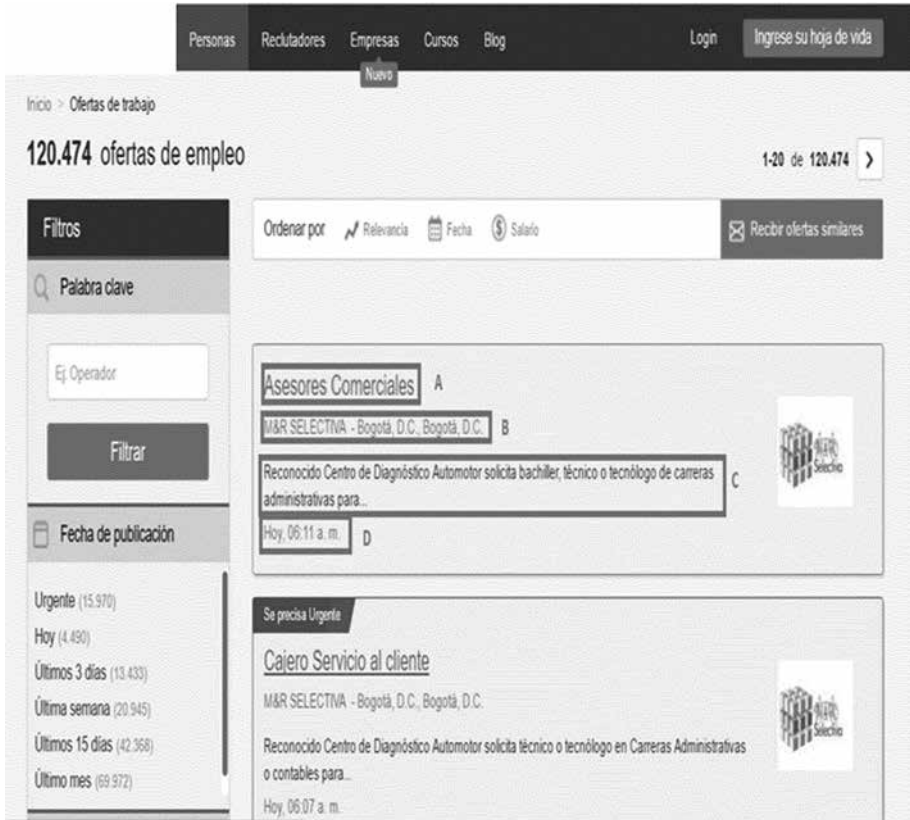 Personas Reclutadores Empresas Cursos Blog Login Ingrese su hoja de vida
Nuevo
Inicio > Ofertas de trabajo
120.474 ofertas de empleo
1-20 de 120.474 >
Filtros
Ordenar por Relevancia Fecha $ Salario Recibir ofertas similares
Palabra clave
Ej: Operador
Filtrar
Fecha de publicación
Urgente (15.970)
Hoy (4.490)
Últimos 3 días (13.433)
Última semana (20.945)
Últimos 15 días (42.368)
Último mes (69.972)
Asesores Comerciales A
M&R SELECTIVA - Bogotá, D.C., Bogotá, D.C. B
Reconocido Centro de Diagnóstico Automotor solicita bachiller, técnico o tecnólogo de carreras
administrativas para... C
Hoy, 06:11 a. m. D
Selectiva
Se precisa Urgente
Cajero Servicio al cliente
M&R SELECTIVA - Bogotá, D.C., Bogotá, D.C.
Reconocido Centro de Diagnóstico Automotor solicita técnico o tecnólogo en Carreras Administrativas
o contables para...
Hoy, 06:07 a. m.
Selectiva